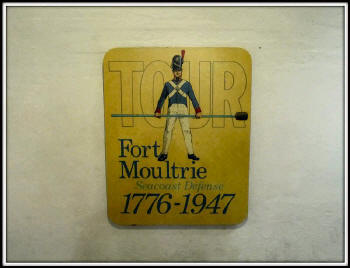 TOUR
Fort
Moultrie
Seacoast Defense
1776-1947